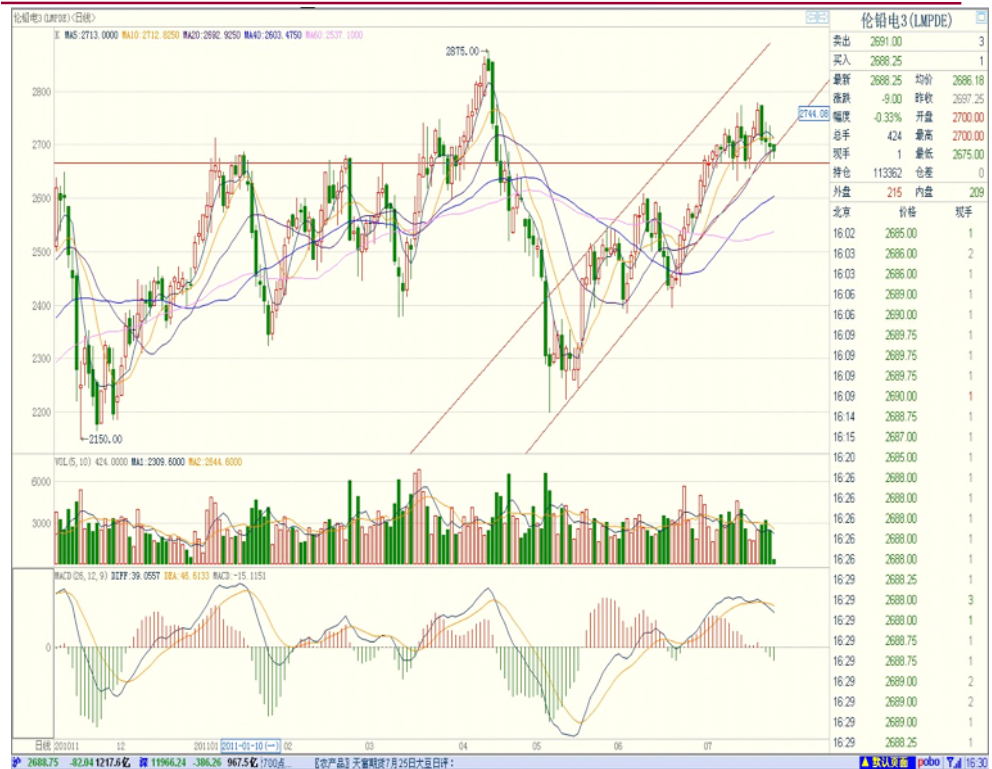 伦铅电3(LMPDE)<日线>
K MA5:2713.0000 MA10:2712.8250 MA20:2692.9250 MA40:2603.4750 MA60:2537.1000
2875.00
2800
2744.08
2700
2600
2500
2400
2300
2200
2150.00
VOL(5,10) 424.0000 MA1:2309.6000 MA2:2644.6000
6000
3000
MACD(26,12,9) DIFF:39.0557 DEA:46.6133 MACD:-15.1151
0
日线 201011 12 201101 2011-01-10(一) 02 03 04 05 06 07
伦铅电3(LMPDE)
卖出 2691.00 3
买入 2688.25 1
最新 2688.25 均价 2686.18
涨跌 -9.00 昨收 2697.25
幅度 -0.33% 开盘 2700.00
总手 424 最高 2700.00
现手 1 最低 2675.00
持仓 113362 仓差 0
外盘 215 内盘 209
北京 价格 现手
16:02 2685.00 1
16:03 2686.00 2
16:03 2686.00 1
16:06 2689.00 1
16:06 2690.00 1
16:09 2689.75 1
16:09 2689.75 1
16:09 2689.75 1
16:09 2690.00 1
16:14 2688.75 1
16:15 2687.00 1
16:20 2685.00 1
16:26 2688.00 1
16:26 2688.00 1
16:26 2688.00 1
16:26 2688.00 1
16:26 2688.00 1
16:29 2688.25 1
16:29 2688.00 3
16:29 2688.00 1
16:29 2688.75 1
16:29 2688.75 1
16:29 2689.00 2
16:29 2689.00 2
16:29 2689.00 1
16:29 2688.25 1
沪 2688.75 -82.04 1217.6亿 深 11966.24 -386.26 967.5亿 2700点... 〖农产品〗天富期货7月25日大豆日评: 默认页面 pobo 16:30